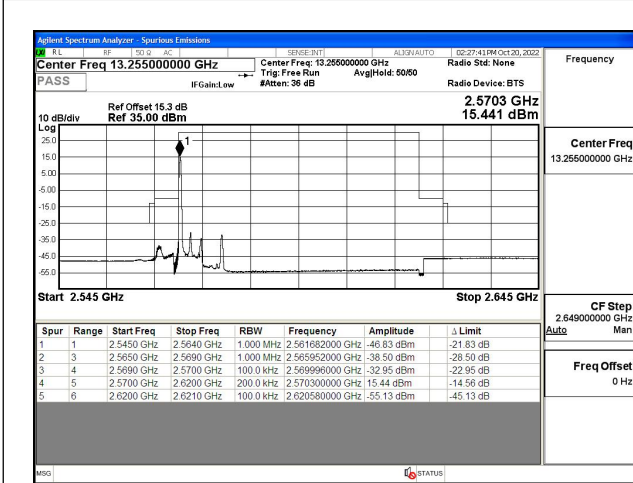 Agilent Spectrum Analyzer - Spurious Emissions
LXI RL RF 50 Ω AC SENSE:INT ALIGN AUTO 02:27:41 PM Oct 20, 2022
Center Freq 13.255000000 GHz Center Freq: 13.255000000 GHz Radio Std: None Frequency
Trig: Free Run Avg|Hold: 50/50
PASS IFGain:Low #Atten: 36 dB Radio Device: BTS
Ref Offset 15.3 dB 2.5703 GHz
10 dB/div Ref 35.00 dBm 15.441 dBm
Log
25.0
1
15.0
5.00
-5.00
-15.0
-25.0
-35.0
-45.0
-55.0
Start 2.545 GHz Stop 2.645 GHz
Spur Range Start Freq Stop Freq RBW Frequency Amplitude Δ Limit
1 1 2.5450 GHz 2.5640 GHz 1.000 MHz 2.561682000 GHz -46.83 dBm -21.83 dB
2 3 2.5650 GHz 2.5690 GHz 1.000 MHz 2.565952000 GHz -38.50 dBm -28.50 dB
3 4 2.5690 GHz 2.5700 GHz 100.0 kHz 2.569996000 GHz -32.95 dBm -22.95 dB
4 5 2.5700 GHz 2.6200 GHz 200.0 kHz 2.570300000 GHz 15.44 dBm -14.56 dB
5 6 2.6200 GHz 2.6210 GHz 100.0 kHz 2.620580000 GHz -55.13 dBm -45.13 dB
MSG STATUS
Center Freq
13.255000000 GHz
CF Step
2.649000000 GHz
Auto Man
Freq Offset
0 Hz